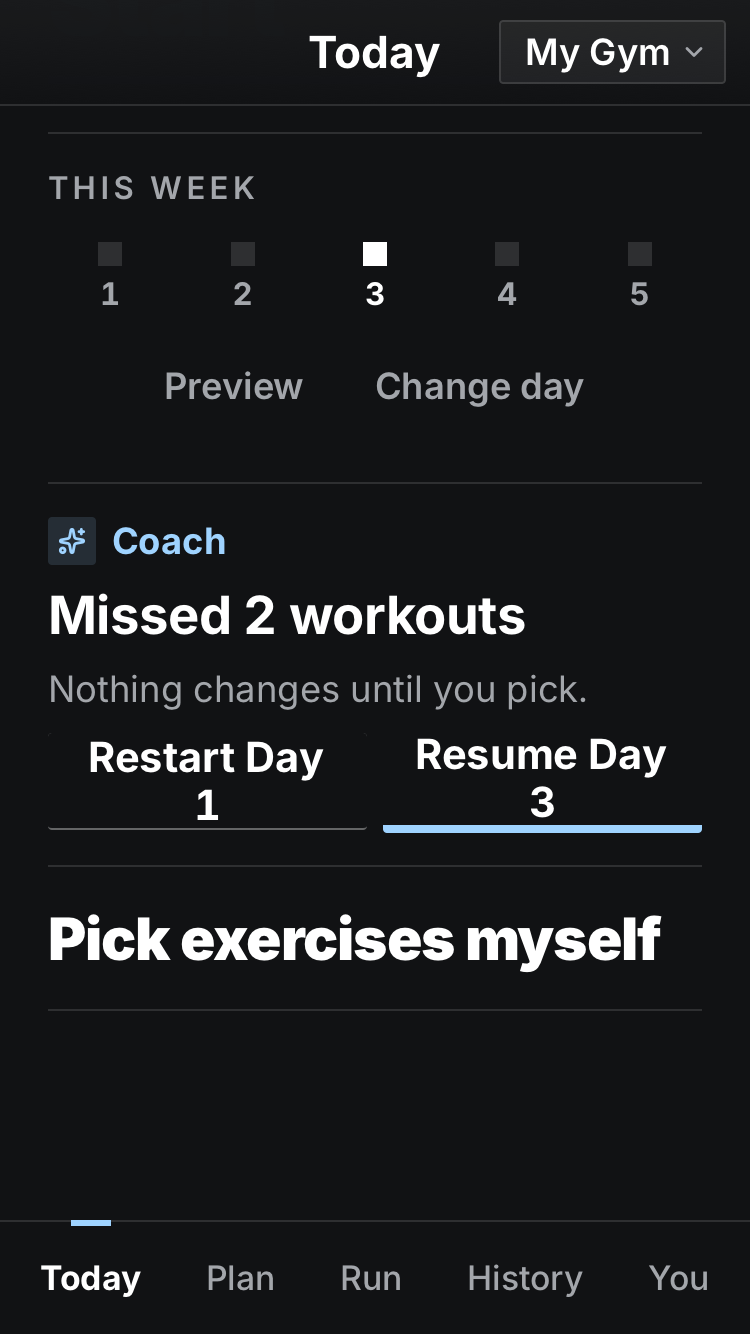 Today
My Gym
THIS WEEK
1 2 3 4 5
Preview Change day
Coach
Missed 2 workouts
Nothing changes until you pick.
Restart Day
1
Resume Day
3
Pick exercises myself
Today Plan Run History You